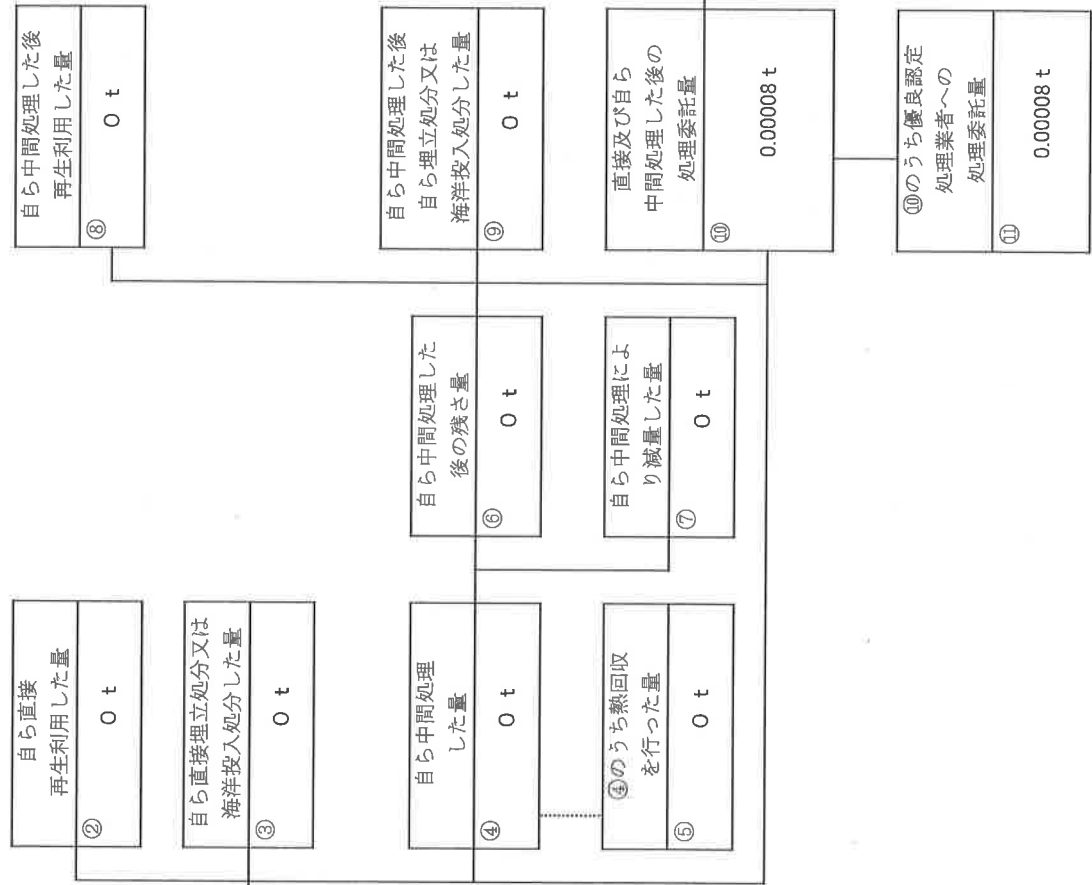 自ら直接
再生利用した量
②
0 t
自ら直接埋立処分又は
海洋投入処分した量
③
0 t
自ら中間処理
した量
④
0 t
④のうち熱回収
を行った量
⑤
0 t
自ら中間処理した
後の残さ量
⑥
0 t
自ら中間処理によ
り減量した量
⑦
0 t
自ら中間処理した後
再生利用した量
⑧
0 t
自ら中間処理した後
自ら埋立処分又は
海洋投入処分した量
⑨
0 t
直接及び自ら
中間処理した後の
処理委託量
⑩
0.00008 t
⑩のうち優良認定
処理業者への
処理委託量
⑪
0.00008 t